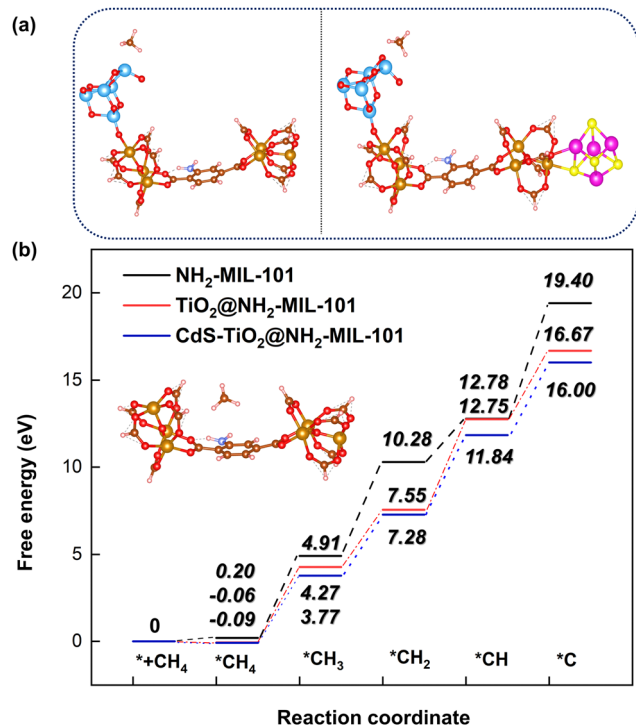 (a)
(b)
NH₂-MIL-101
TiO₂@NH₂-MIL-101
CdS-TiO₂@NH₂-MIL-101
Free energy (eV)
20
15
10
5
0
0
0.20
-0.06
-0.09
4.91
4.27
3.77
10.28
7.55
7.28
12.78
12.75
11.84
19.40
16.67
16.00
*+CH₄
*CH₄
*CH₃
*CH₂
*CH
*C
Reaction coordinate